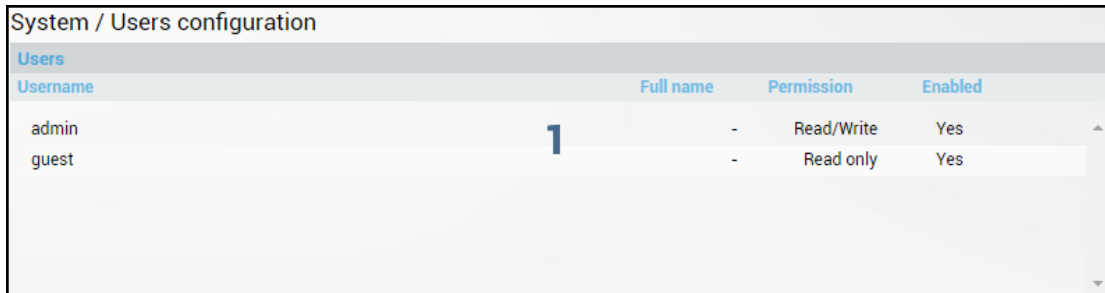 System / Users configuration
Users
Username Full name Permission Enabled
admin 1 - Read/Write Yes
guest - Read only Yes